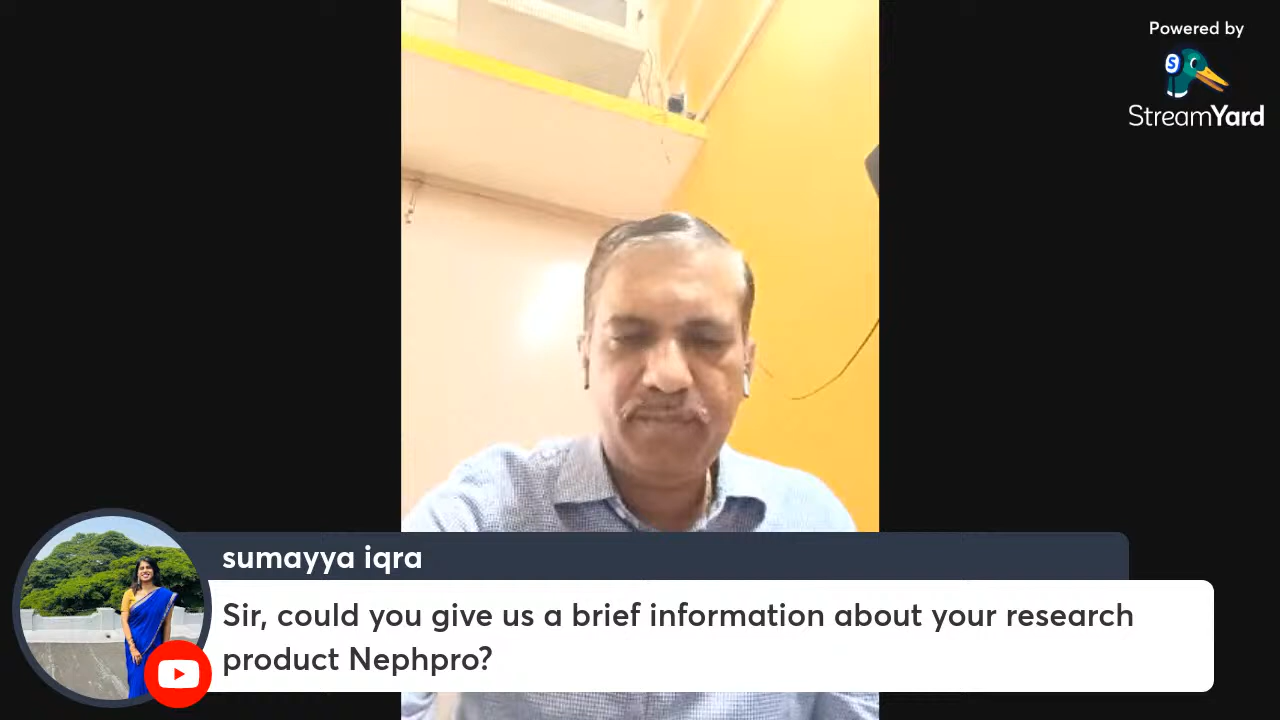 Powered by
StreamYard
sumayya iqra
Sir, could you give us a brief information about your research
product Nephpro?